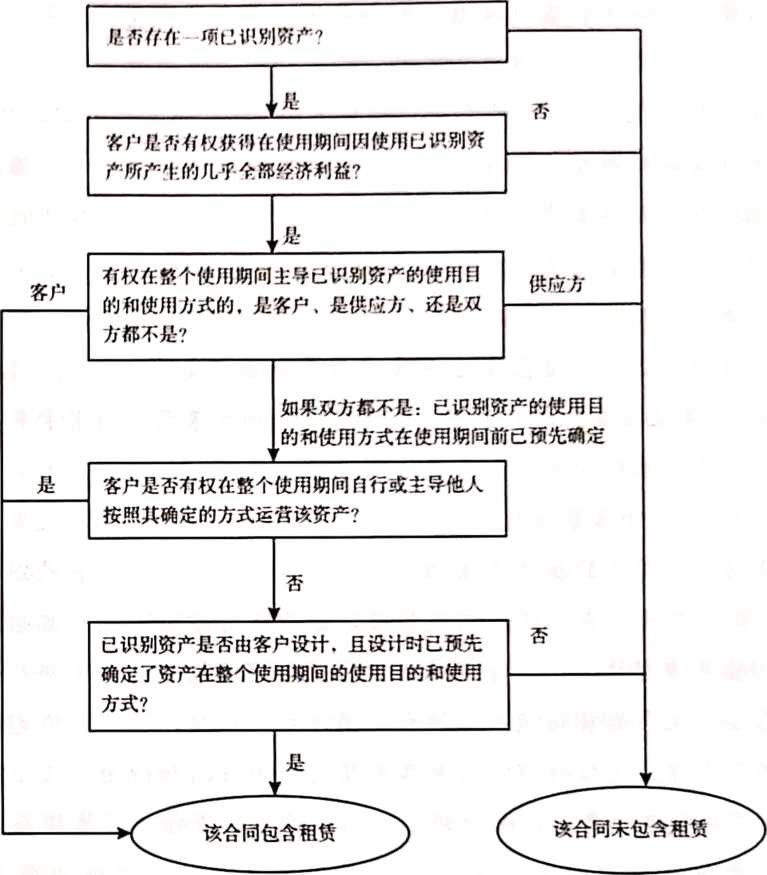 是否存在一项已识别资产?
是
否
客户是否有权获得在使用期间因使用已识别资
产所产生的几乎全部经济利益?
是
客户
有权在整个使用期间主导已识别资产的使用目
的和使用方式的，是客户、是供应方、还是双
方都不是?
供应方
如果双方都不是：已识别资产的使用目
的和使用方式在使用期间前已预先确定
是
客户是否有权在整个使用期间自行或主导他人
按照其确定的方式运营该资产?
否
已识别资产是否由客户设计，且设计时已预先
确定了资产在整个使用期间的使用目的和使用
方式?
否
是
该合同包含租赁
该合同未包含租赁